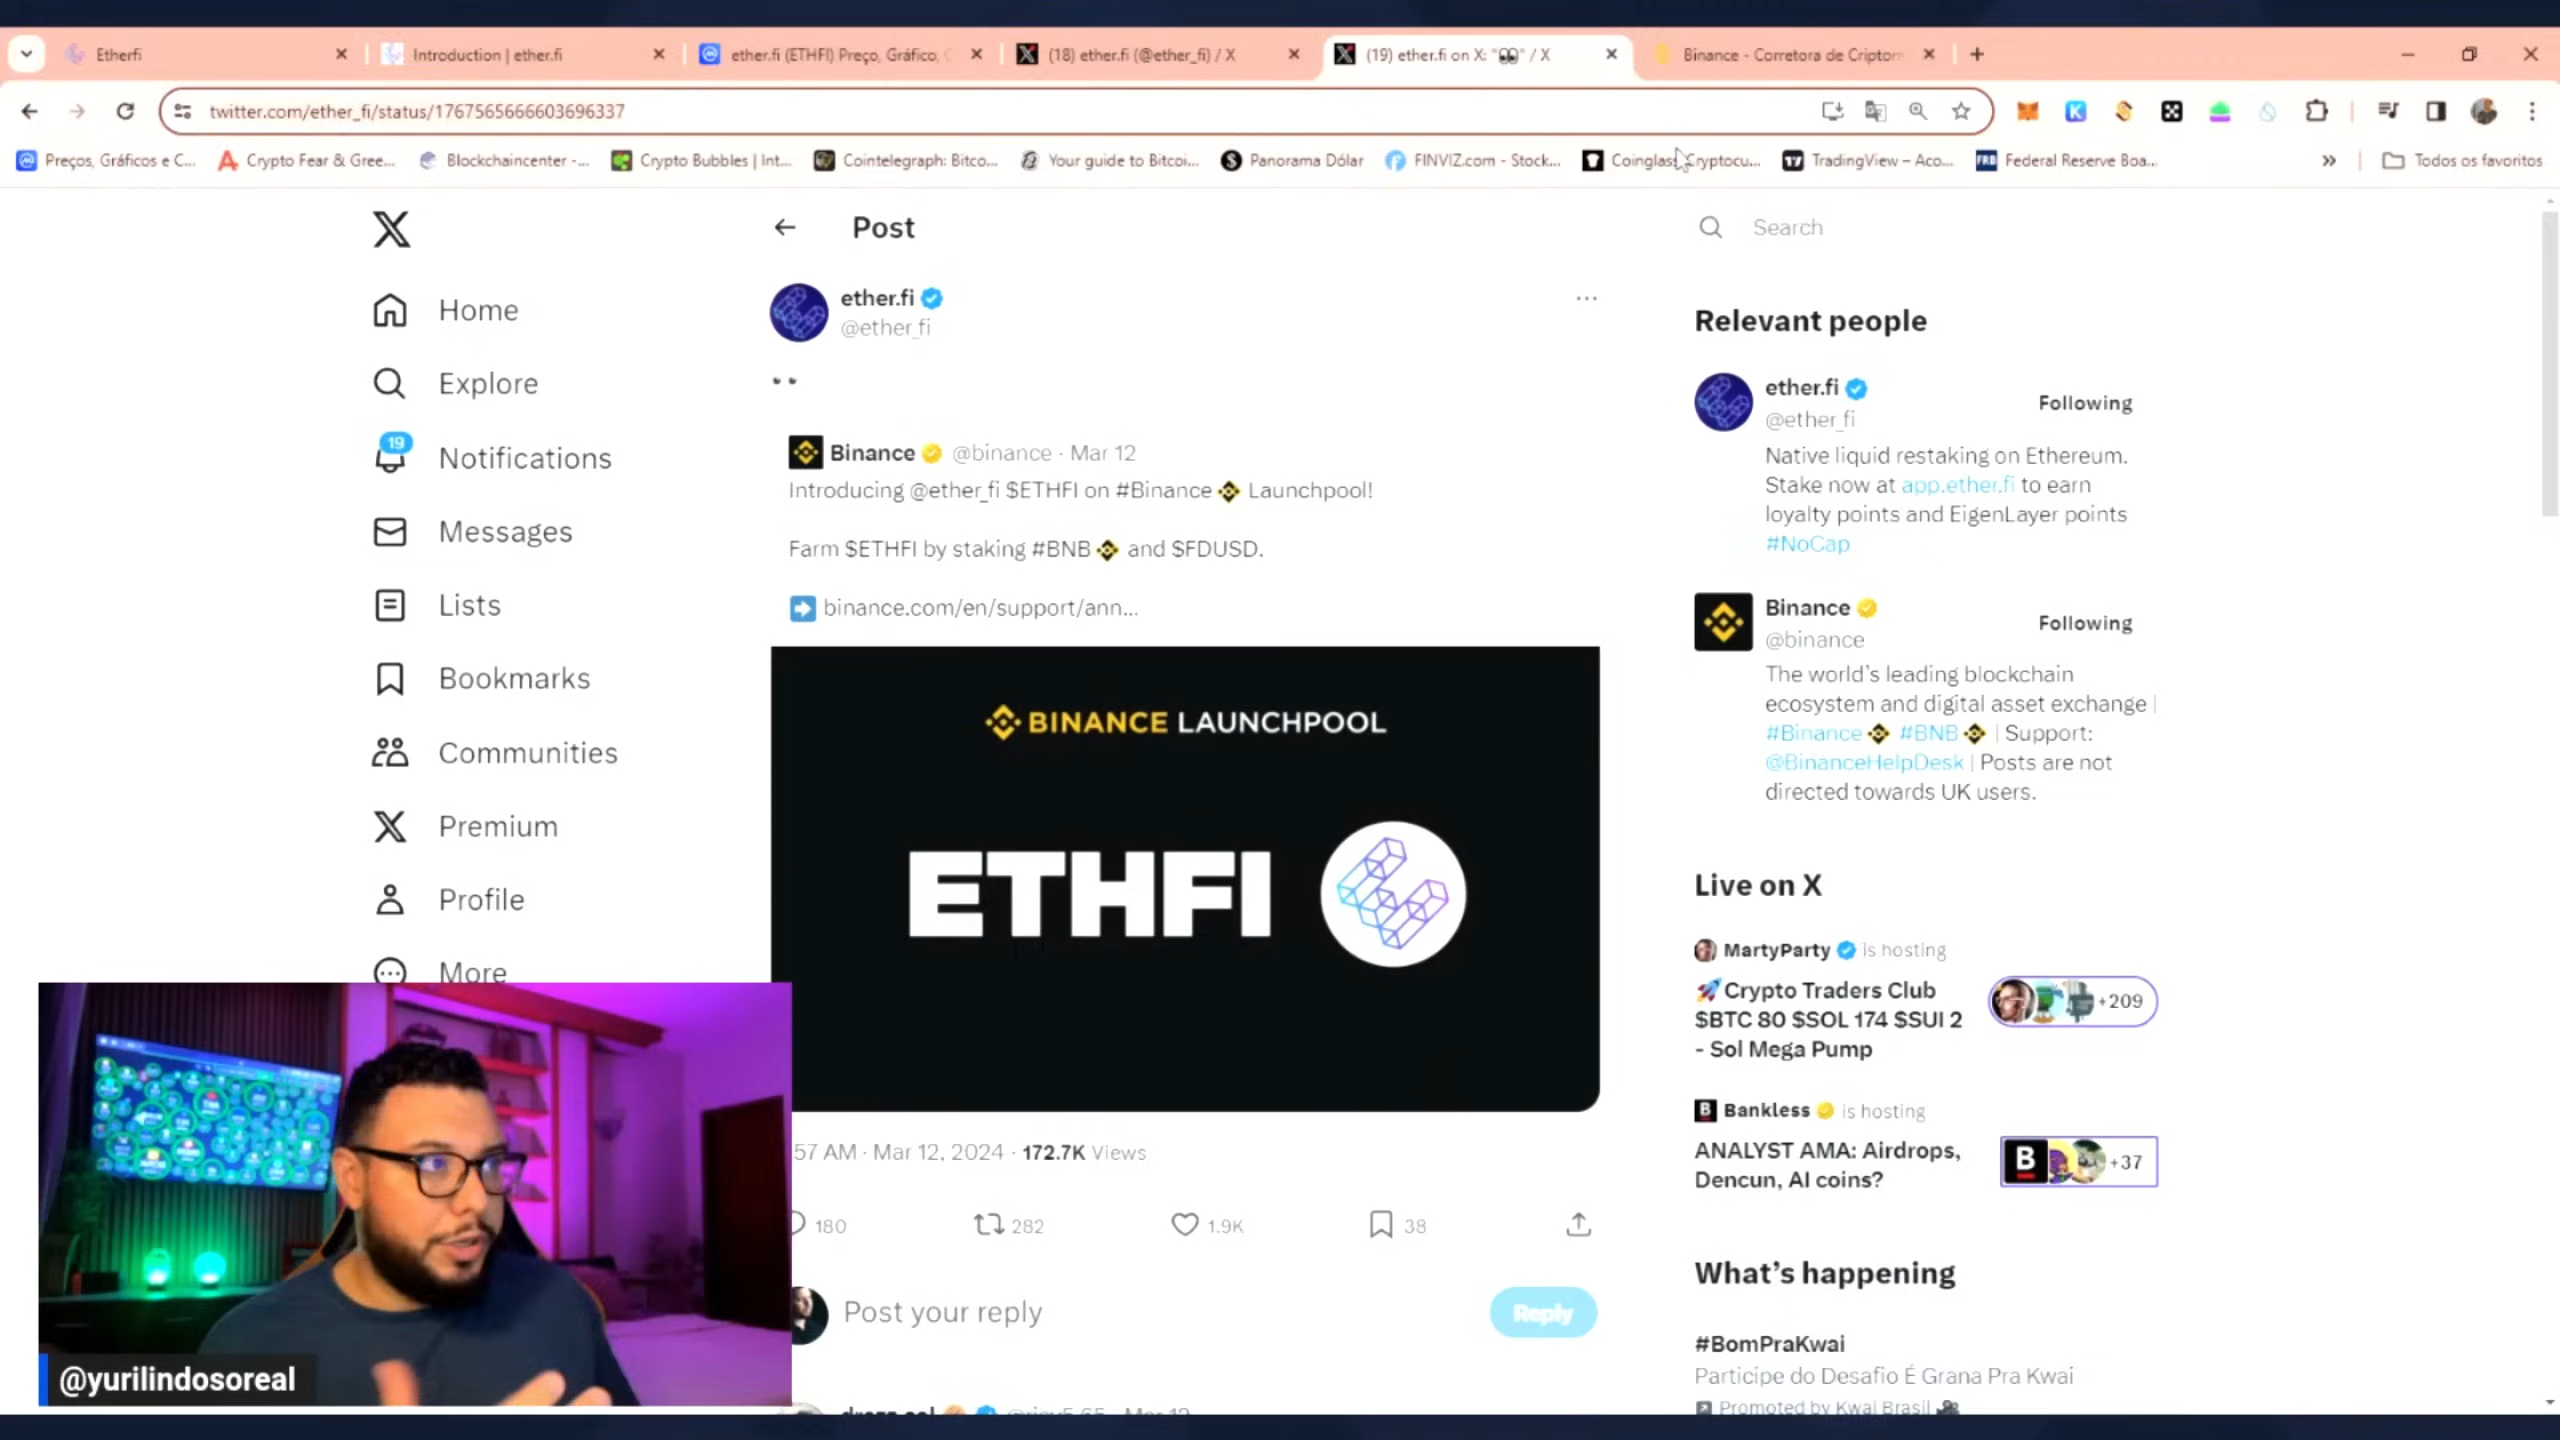 Etherfi
Introduction | ether.fi
ether.fi (ETHFI) Preço, Gráfico,
(18) ether.fi (@ether_fi) / X
(19) ether.fi on X: "👀" / X
Binance - Corretora de Criptom
twitter.com/ether_fi/status/1767565666603696337
Preços, Gráficos e C...
Crypto Fear & Gree...
Blockchaincenter -...
Crypto Bubbles | Int...
Cointelegraph: Bitco...
Your guide to Bitcoi...
Panorama Dólar
FINVIZ.com - Stock...
Coinglass Cryptocu...
TradingView – Aco...
Federal Reserve Boa...
Todos os favoritos
Home
Explore
19
Notifications
Messages
Lists
Bookmarks
Communities
Premium
Profile
More
Post
ether.fi
@ether_fi
Binance @binance · Mar 12
Introducing @ether_fi $ETHFI on #Binance Launchpool!
Farm $ETHFI by staking #BNB and $FDUSD.
➡️ binance.com/en/support/ann...
BINANCE LAUNCHPOOL
ETHFI
57 AM · Mar 12, 2024 · 172.7K Views
180
282
1.9K
38
Post your reply
Reply
Search
Relevant people
ether.fi
@ether_fi
Following
Native liquid restaking on Ethereum.
Stake now at app.ether.fi to earn
loyalty points and EigenLayer points
#NoCap
Binance
@binance
Following
The world's leading blockchain
ecosystem and digital asset exchange |
#Binance #BNB | Support:
@BinanceHelpDesk | Posts are not
directed towards UK users.
Live on X
MartyParty is hosting
🚀Crypto Traders Club
$BTC 80 $SOL 174 $SUI 2
- Sol Mega Pump
+209
Bankless is hosting
ANALYST AMA: Airdrops,
Dencun, AI coins?
B
+37
What's happening
#BomPraKwai
Participe do Desafio É Grana Pra Kwai
Promoted by Kwai Brasil
@yurilindosoreal